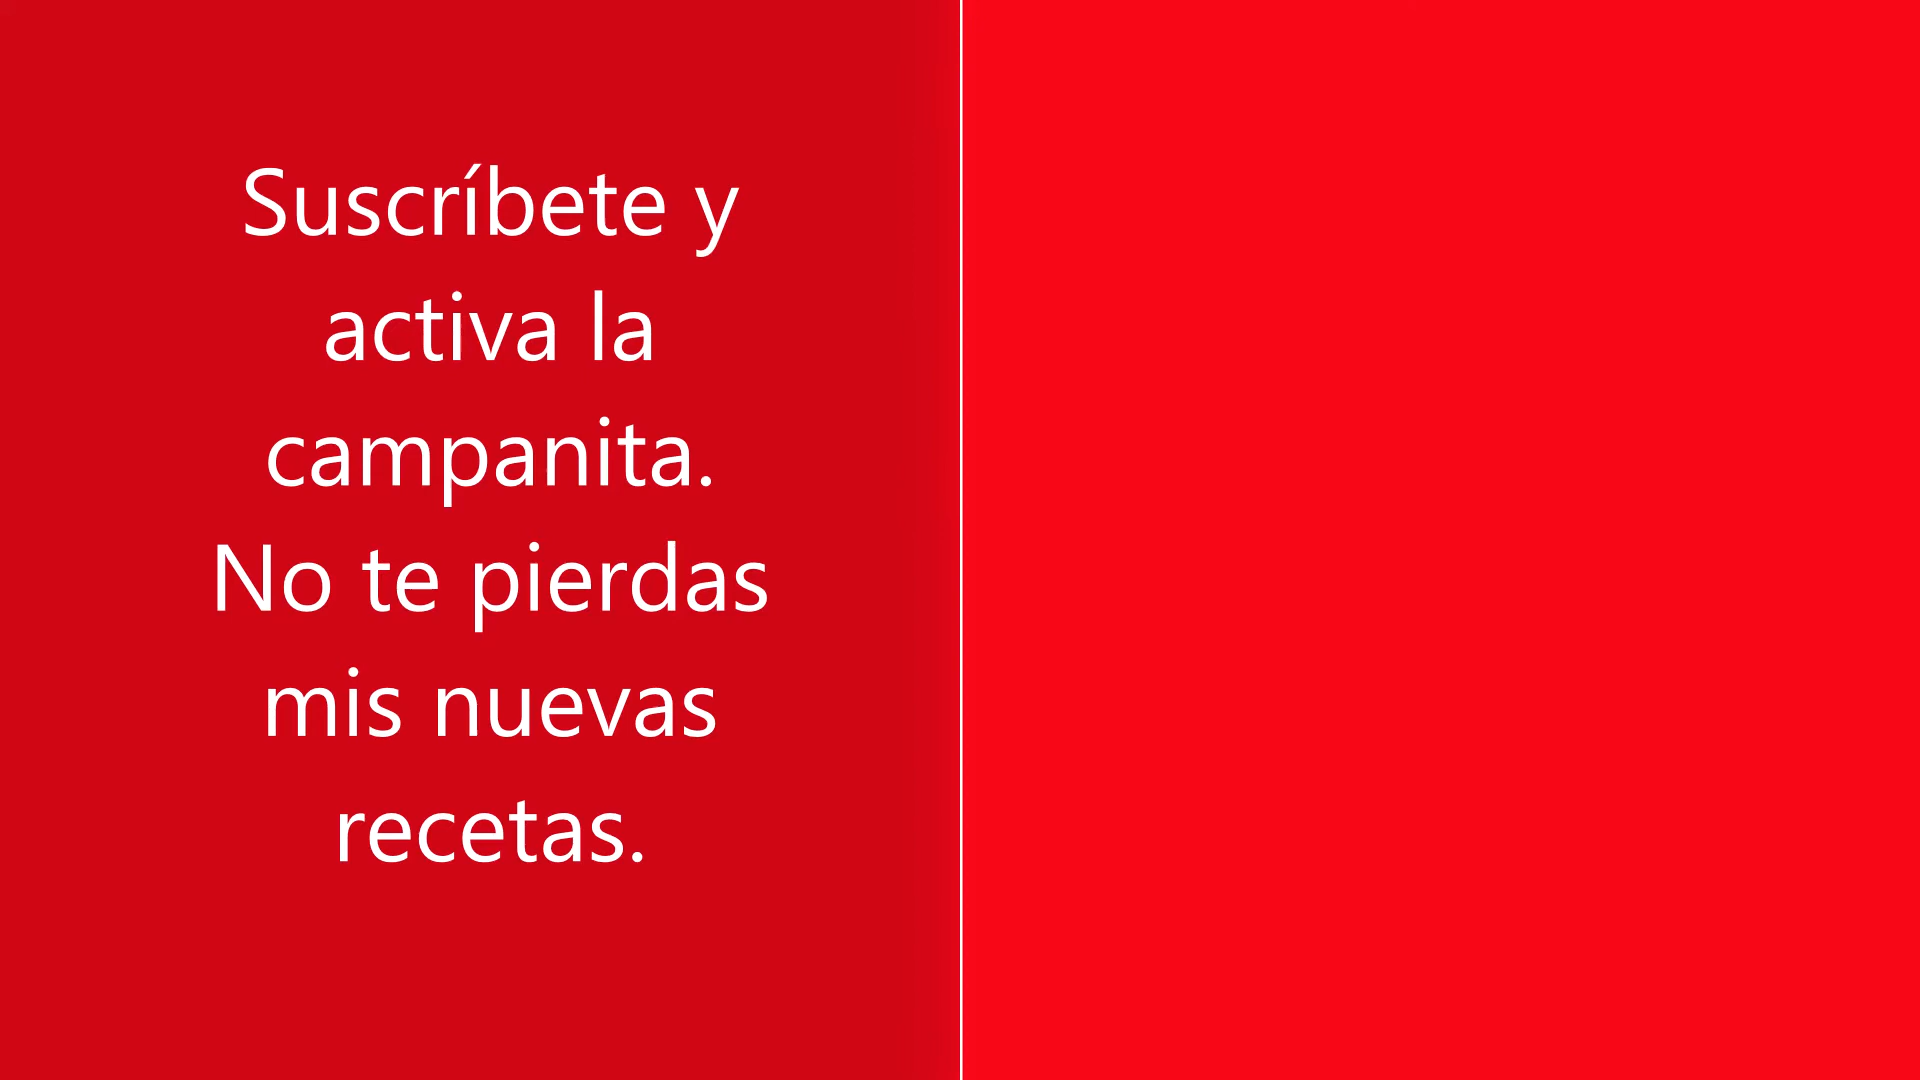 Suscríbete y
activa la
campanita.
No te pierdas
mis nuevas
recetas.